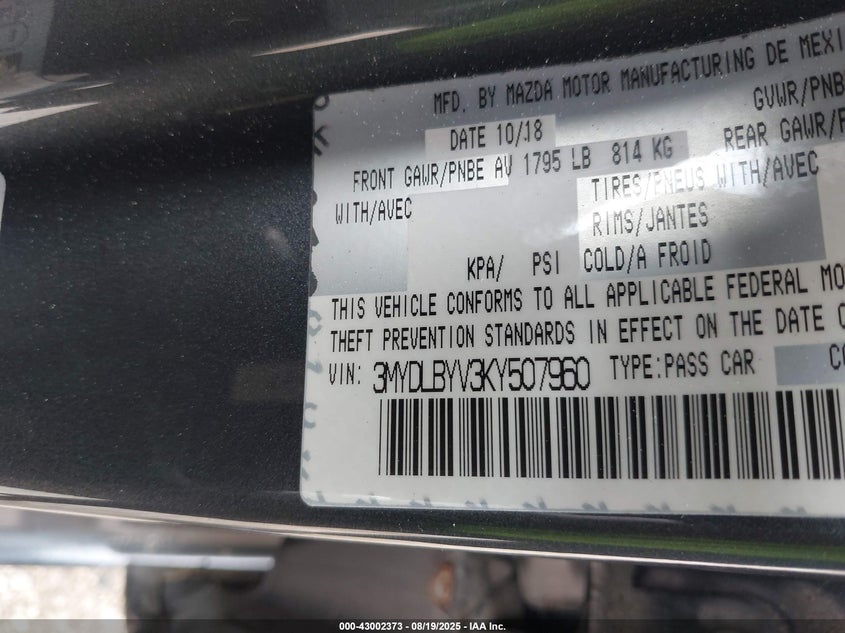 MFD. BY MAZDA MOTOR MANUFACTURING DE MEXI
DATE 10/18 GVWR/PNB
FRONT GAWR/PNBE AV 1795 LB 814 KG REAR GAWR/P
WITH/AVEC TIRES/PNEUS WITH/AVEC
RIMS/JANTES
KPA/ PSI COLD/A FROID
THIS VEHICLE CONFORMS TO ALL APPLICABLE FEDERAL MO
THEFT PREVENTION STANDARDS IN EFFECT ON THE DATE O
VIN: 3MYDLBYV3KY507960 TYPE:PASS CAR CO
000-43002373 - 08/19/2025 - IAA Inc.